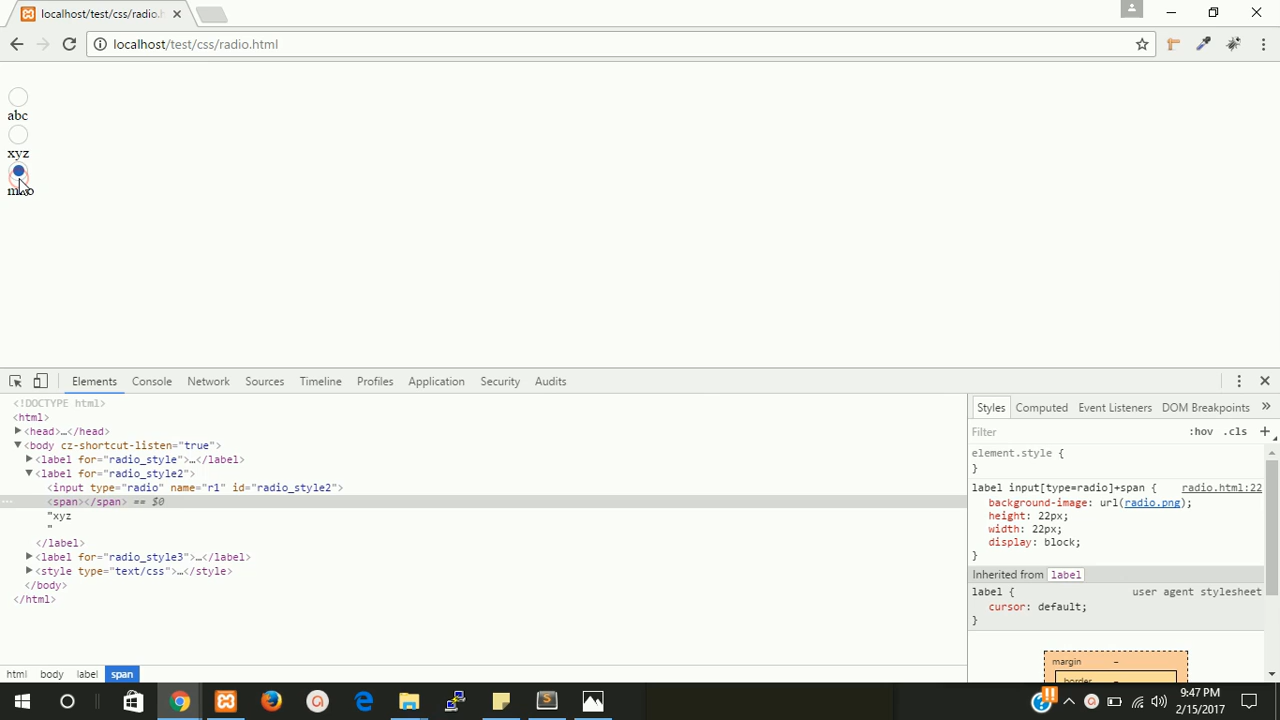 localhost/test/css/radio.h
localhost/test/css/radio.html
abc
xyz
Elements Console Network Sources Timeline Profiles Application Security Audits
<!DOCTYPE html>
<html>
<head>…</head>
<body cz-shortcut-listen="true">
<label for="radio_style">…</label>
<label for="radio_style2">
<input type="radio" name="r1" id="radio_style2">
… <span></span> == $0
"xyz
"
</label>
<label for="radio_style3">…</label>
<style type="text/css">…</style>
</body>
</html>
html body label span
Styles Computed Event Listeners DOM Breakpoints »
Filter :hov .cls +
element.style {
}
label input[type=radio]+span { radio.html:22
background-image: url(radio.png);
height: 22px;
width: 22px;
display: block;
}
Inherited from label
label { user agent stylesheet
cursor: default;
}
margin –
border
9:47 PM
2/15/2017